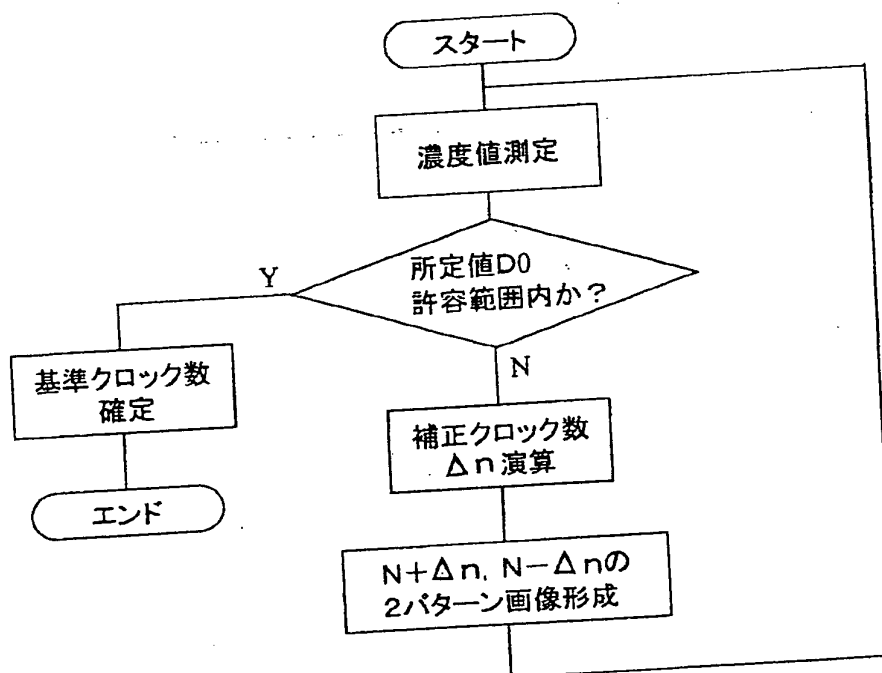 スタート
濃度値測定
所定値D0
許容範囲内か？
Y
N
基準クロック数
確定
補正クロック数
Δn演算
エンド
N＋Δn, N－Δnの
2パターン画像形成